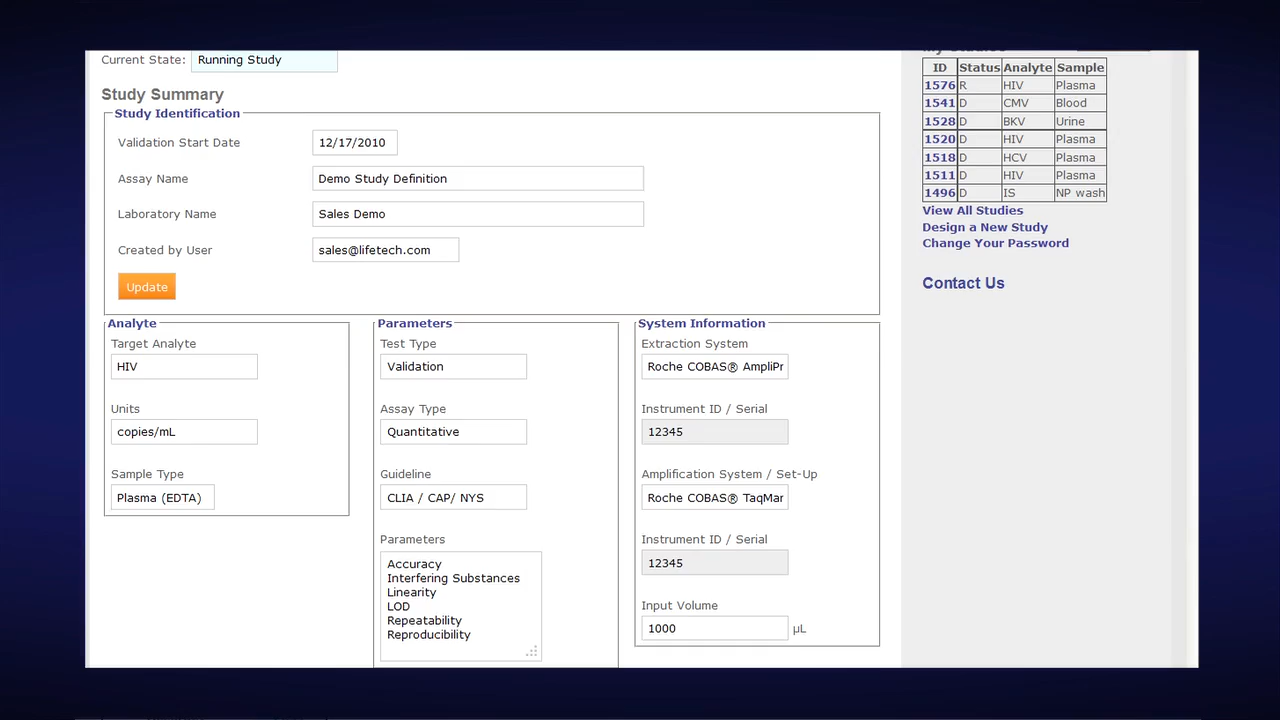 Current State: Running Study
Study Summary
Study Identification
Validation Start Date 12/17/2010
Assay Name Demo Study Definition
Laboratory Name Sales Demo
Created by User sales@lifetech.com
Update
Analyte
Target Analyte
HIV
Units
copies/mL
Sample Type
Plasma (EDTA)
Parameters
Test Type
Validation
Assay Type
Quantitative
Guideline
CLIA / CAP/ NYS
Parameters
Accuracy
Interfering Substances
Linearity
LOD
Repeatability
Reproducibility
System Information
Extraction System
Roche COBAS® AmpliPr
Instrument ID / Serial
12345
Amplification System / Set-Up
Roche COBAS® TaqMar
Instrument ID / Serial
12345
Input Volume
1000 µL
My Studies
ID Status Analyte Sample
1576 R HIV Plasma
1541 D CMV Blood
1528 D BKV Urine
1520 D HIV Plasma
1518 D HCV Plasma
1511 D HIV Plasma
1496 D IS NP wash
View All Studies
Design a New Study
Change Your Password
Contact Us